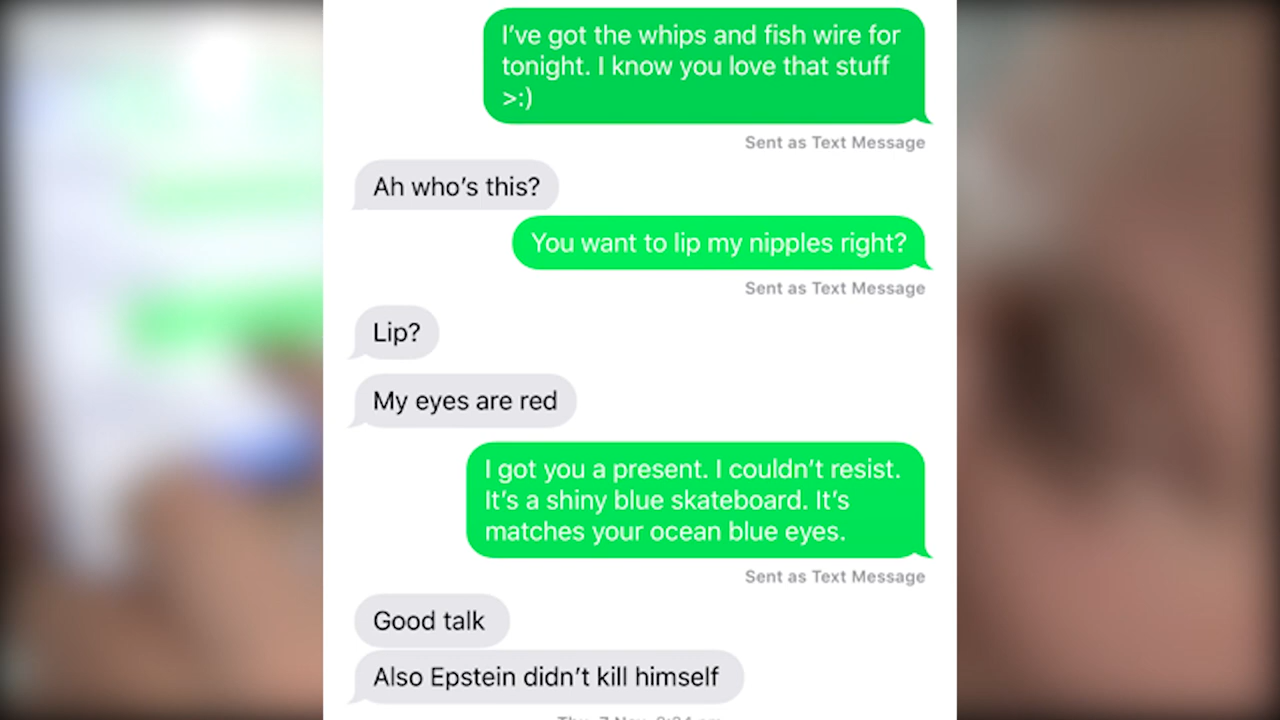 I've got the whips and fish wire for
tonight. I know you love that stuff
>:)
Sent as Text Message
Ah who's this?
You want to lip my nipples right?
Sent as Text Message
Lip?
My eyes are red
I got you a present. I couldn't resist.
It's a shiny blue skateboard. It's
matches your ocean blue eyes.
Sent as Text Message
Good talk
Also Epstein didn't kill himself